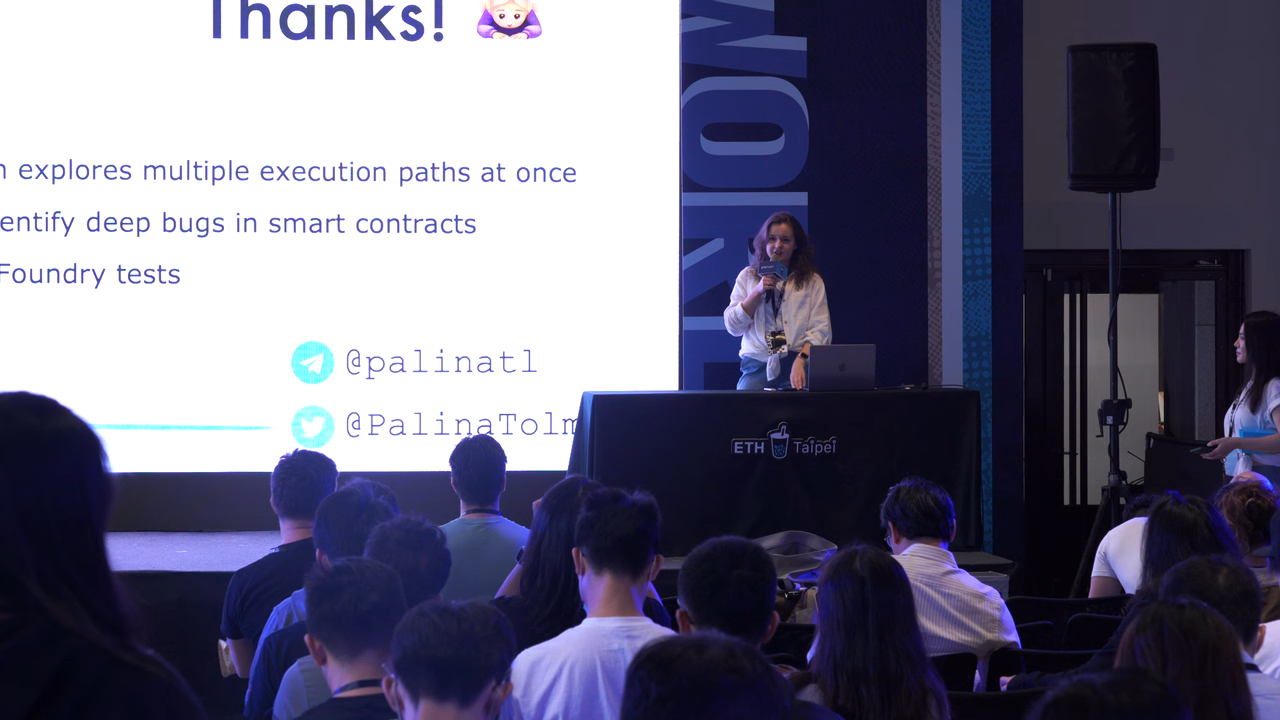 Thanks!
explores multiple execution paths at once
entify deep bugs in smart contracts
Foundry tests
@palinatl
@PalinaTolm
ETH Taipei